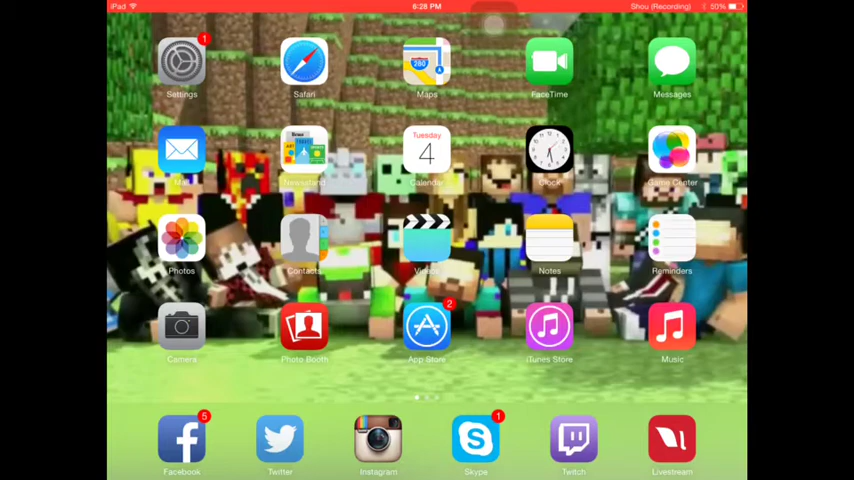 iPad 6:28 PM Shou (Recording) 50%
1
Settings Safari Maps FaceTime Messages
280
Tuesday
4
Mail Newsstand Calendar Clock Game Center
Photos Contacts Videos Notes Reminders
2
Camera Photo Booth App Store iTunes Store Music
5 1
Facebook Twitter Instagram Skype Twitch Livestream